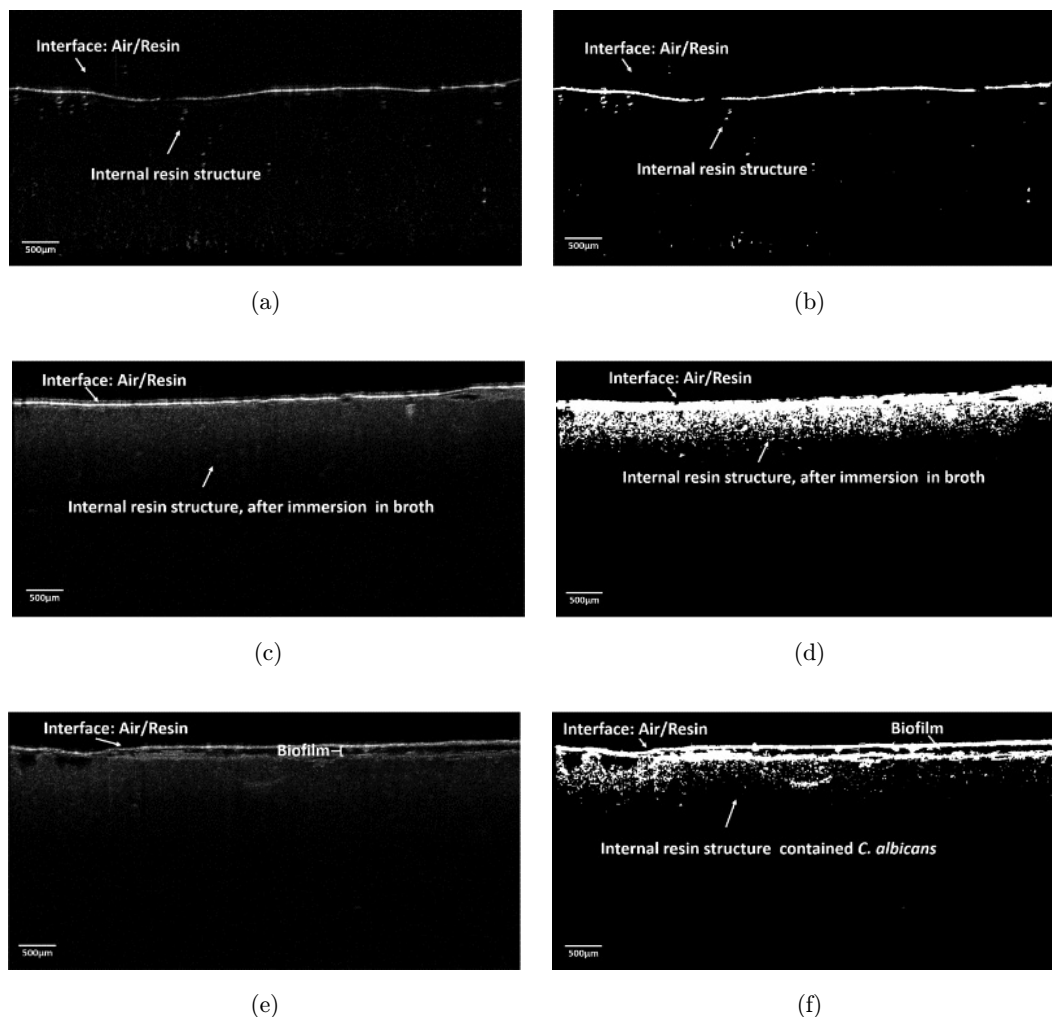 Interface: Air/Resin
Internal resin structure
500µm
(a)
Interface: Air/Resin
Internal resin structure
500µm
(b)
Interface: Air/Resin
Internal resin structure, after immersion in broth
500µm
(c)
Interface: Air/Resin
Internal resin structure, after immersion in broth
500µm
(d)
Interface: Air/Resin
Biofilm
500µm
(e)
Interface: Air/Resin
Biofilm
Internal resin structure contained C. albicans
500µm
(f)